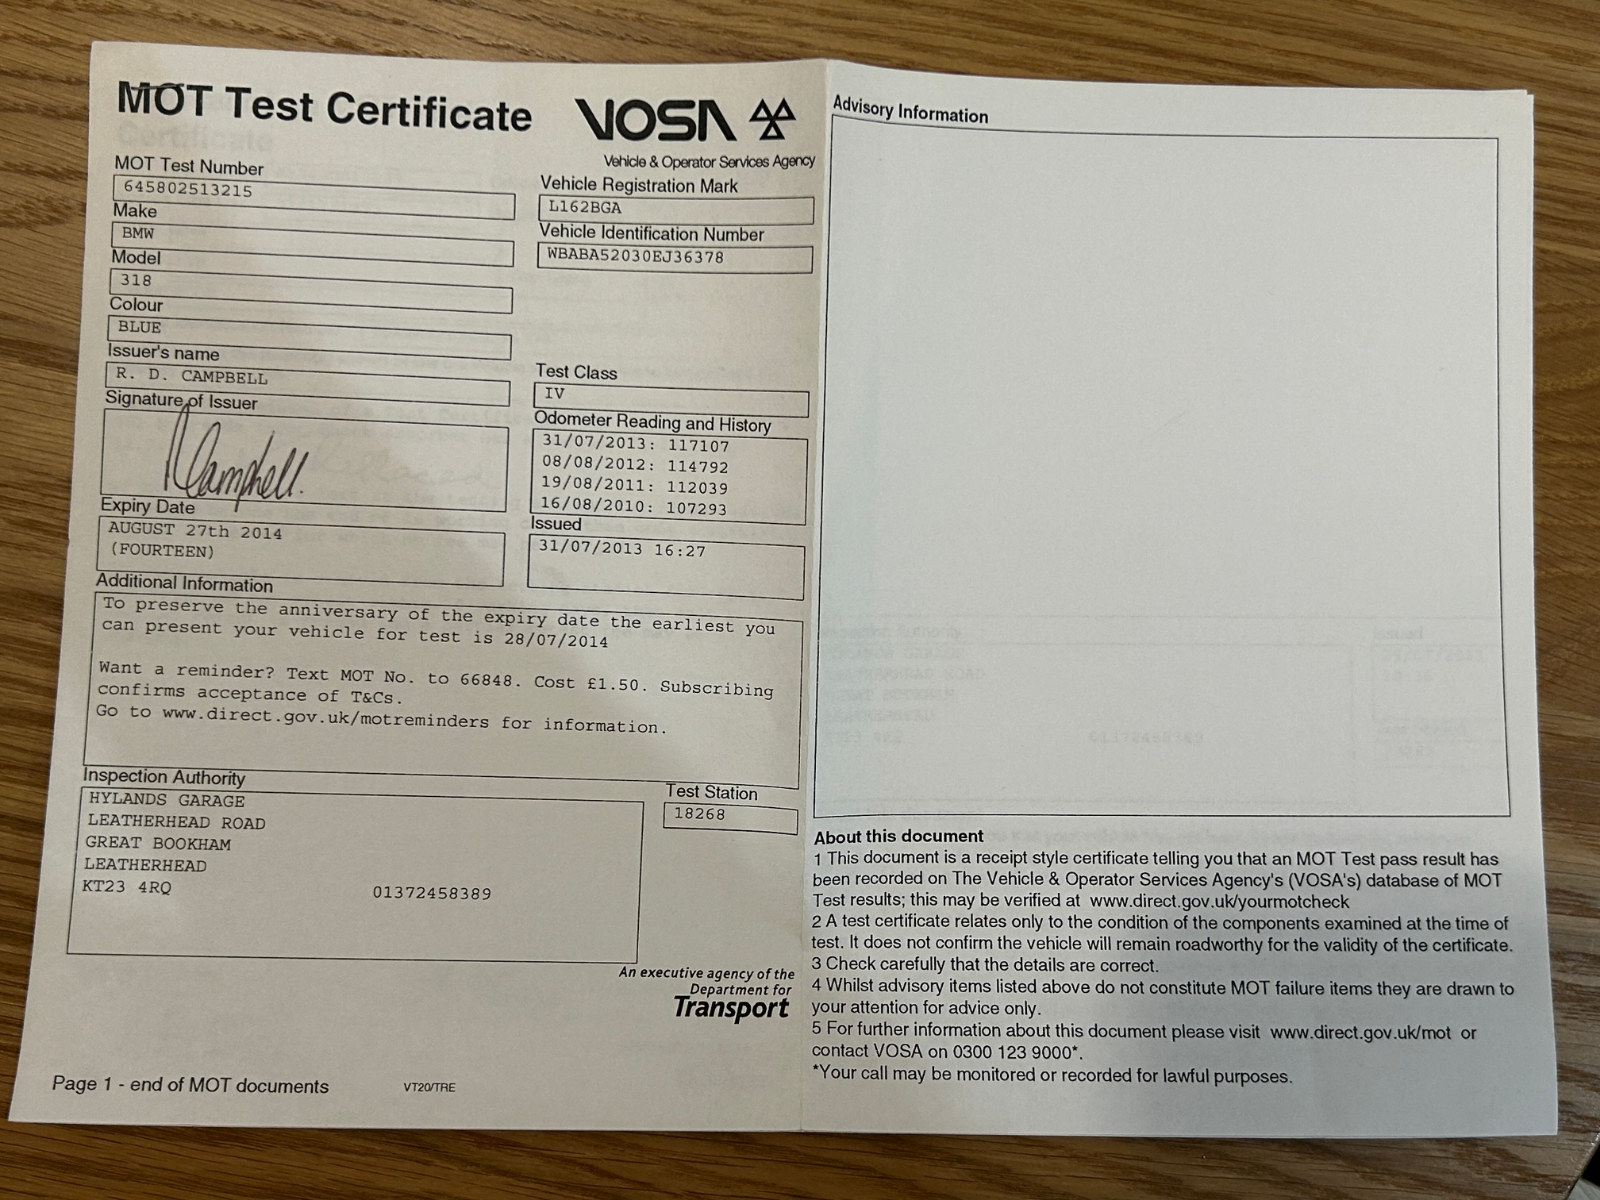 MOT Test Certificate
VOSA
Vehicle & Operator Services Agency
MOT Test Number
645802513215
Make
BMW
Model
318
Colour
BLUE
Issuer's name
R. D. CAMPBELL
Signature of Issuer
Campbell.
Expiry Date
AUGUST 27th 2014
(FOURTEEN)
Vehicle Registration Mark
L162BGA
Vehicle Identification Number
WBABA52030EJ36378
Test Class
IV
Odometer Reading and History
31/07/2013: 117107
08/08/2012: 114792
19/08/2011: 112039
16/08/2010: 107293
Issued
31/07/2013 16:27
Additional Information
To preserve the anniversary of the expiry date the earliest you
can present your vehicle for test is 28/07/2014
Want a reminder? Text MOT No. to 66848. Cost £1.50. Subscribing
confirms acceptance of T&Cs.
Go to www.direct.gov.uk/motreminders for information.
Inspection Authority
HYLANDS GARAGE
LEATHERHEAD ROAD
GREAT BOOKHAM
LEATHERHEAD
KT23 4RQ 01372458389
Test Station
18268
An executive agency of the
Department for
Transport
Page 1 - end of MOT documents
VT20/TRE
Advisory Information
About this document
1 This document is a receipt style certificate telling you that an MOT Test pass result has
been recorded on The Vehicle & Operator Services Agency's (VOSA's) database of MOT
Test results; this may be verified at www.direct.gov.uk/yourmotcheck
2 A test certificate relates only to the condition of the components examined at the time of
test. It does not confirm the vehicle will remain roadworthy for the validity of the certificate.
3 Check carefully that the details are correct.
4 Whilst advisory items listed above do not constitute MOT failure items they are drawn to
your attention for advice only.
5 For further information about this document please visit www.direct.gov.uk/mot or
contact VOSA on 0300 123 9000*.
*Your call may be monitored or recorded for lawful purposes.